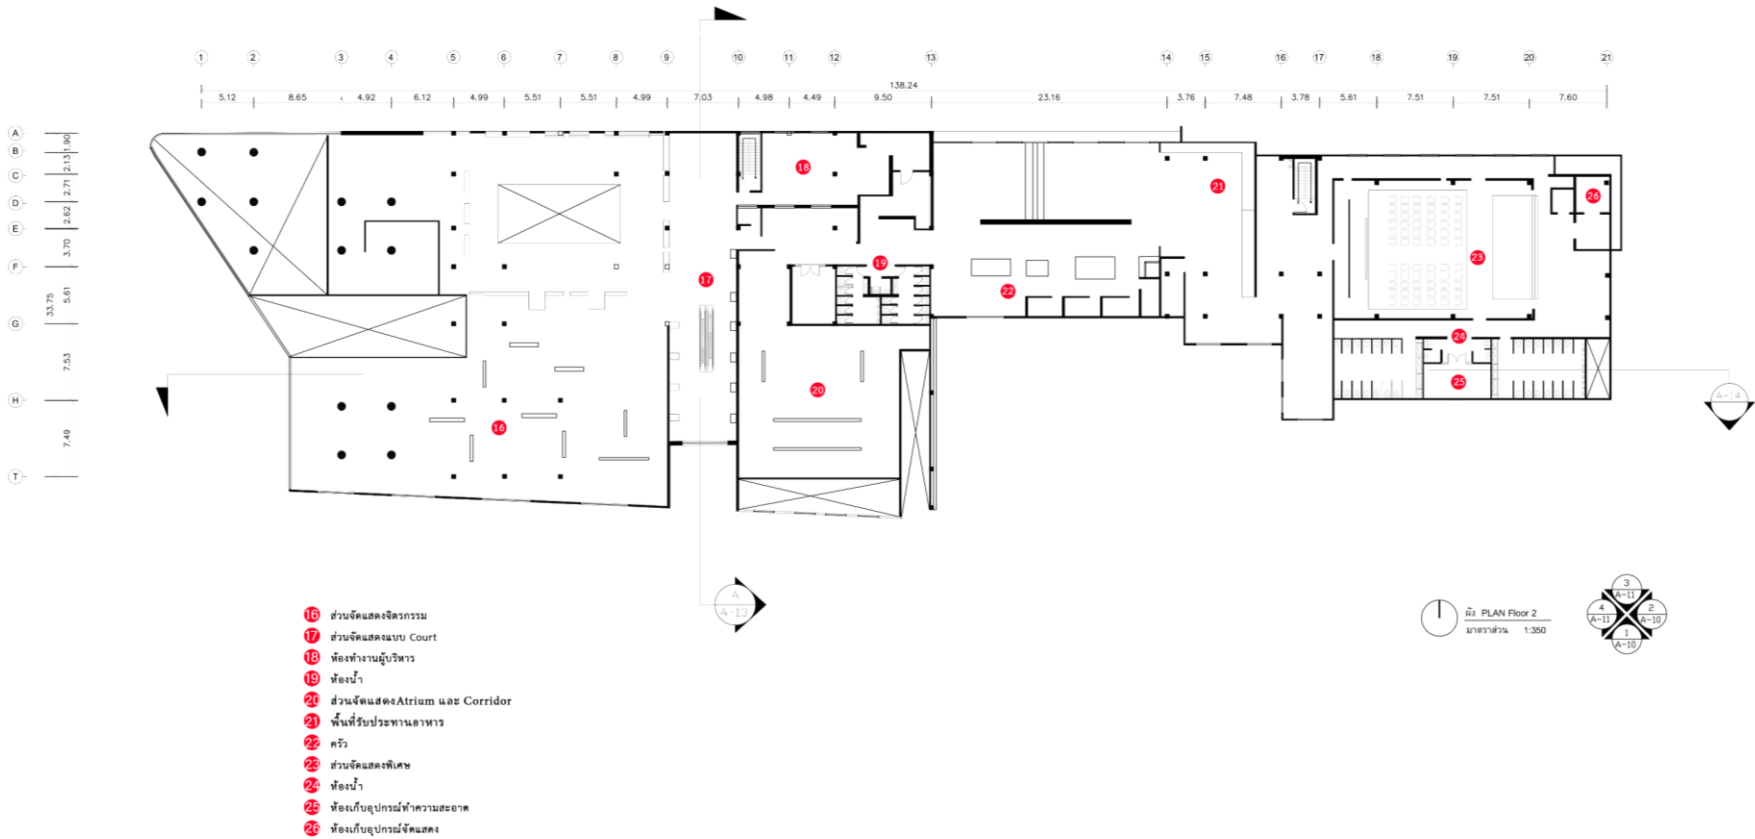 1 2 3 4 5 6 7 8 9 10 11 12 13 14 15 16 17 18 19 20 21
138.24
5.12 8.65 4.92 6.12 4.99 5.51 5.51 4.99 7.03 4.98 4.49 9.50 23.16 3.76 7.48 3.78 5.61 7.51 7.51 7.60
A
B
C
D
E
F
G
H
T
1.90
2.13
2.71
2.62
3.70
5.61
7.53
7.49
33.75
18
21
26
19
17
22
23
24
25
20
16
A-14
4
A-13
16 ส่วนจัดแสดงจิตรกรรม
17 ส่วนจัดแสดงแบบ Court
18 ห้องทำงานผู้บริหาร
19 ห้องน้ำ
20 ส่วนจัดแสดงAtrium และ Corridor
21 พื้นที่รับประทานอาหาร
22 ครัว
23 ส่วนจัดแสดงพิเศษ
24 ห้องน้ำ
25 ห้องเก็บอุปกรณ์ทำความสะอาด
26 ห้องเก็บอุปกรณ์จัดแสดง
ผัง PLAN Floor 2
มาตราส่วน 1:350
3
A-11
4
A-11
2
A-10
1
A-10